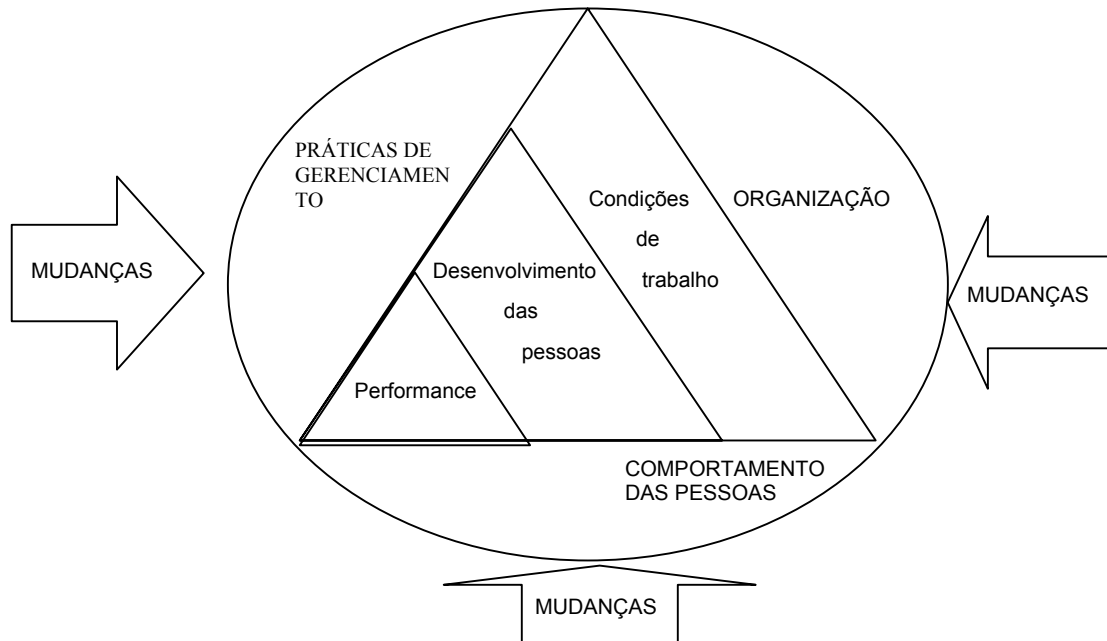 PRÁTICAS DE
GERENCIAMEN
TO
Condições
de
trabalho
ORGANIZAÇÃO
MUDANÇAS
Desenvolvimento
das
pessoas
MUDANÇAS
Performance
COMPORTAMENTO
DAS PESSOAS
MUDANÇAS